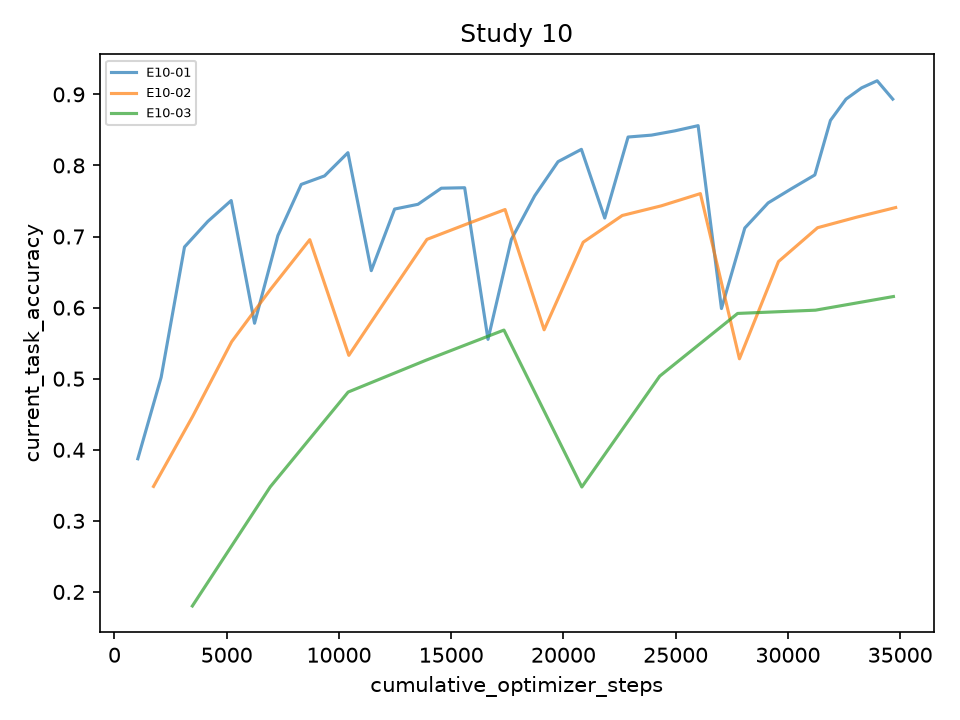 Study 10
E10-01
E10-02
E10-03
current_task_accuracy
0.9
0.8
0.7
0.6
0.5
0.4
0.3
0.2
0 5000 10000 15000 20000 25000 30000 35000
cumulative_optimizer_steps